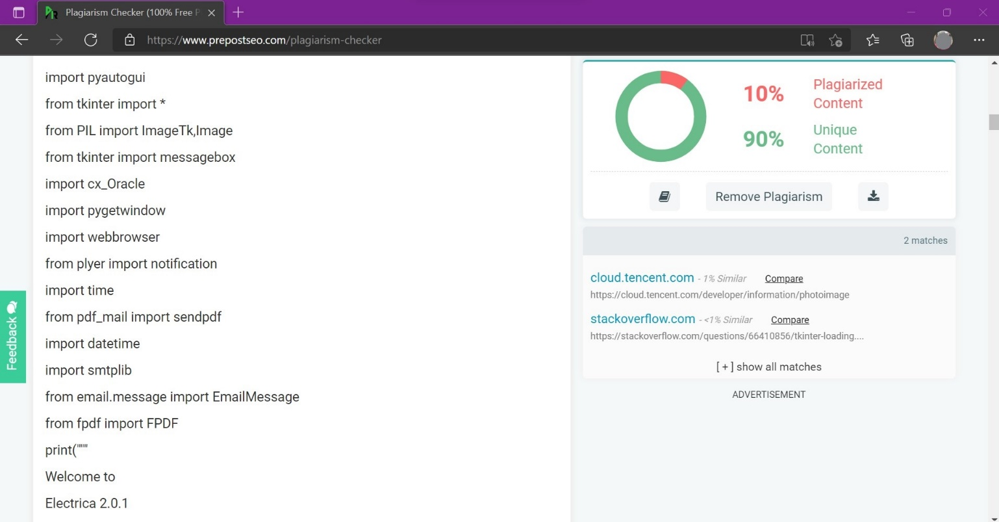 Plagiarism Checker (100% Free P
https://www.prepostseo.com/plagiarism-checker
import pyautogui
from tkinter import *
from PIL import ImageTk,Image
from tkinter import messagebox
import cx_Oracle
import pygetwindow
import webbrowser
from plyer import notification
import time
from pdf_mail import sendpdf
import datetime
import smtplib
from email.message import EmailMessage
from fpdf import FPDF
print("""
Welcome to
Electrica 2.0.1
Feedback
10% Plagiarized Content
90% Unique Content
Remove Plagiarism
2 matches
cloud.tencent.com - 1% Similar Compare
https://cloud.tencent.com/developer/information/photoimage
stackoverflow.com - <1% Similar Compare
https://stackoverflow.com/questions/66410856/tkinter-loading....
[ + ] show all matches
ADVERTISEMENT